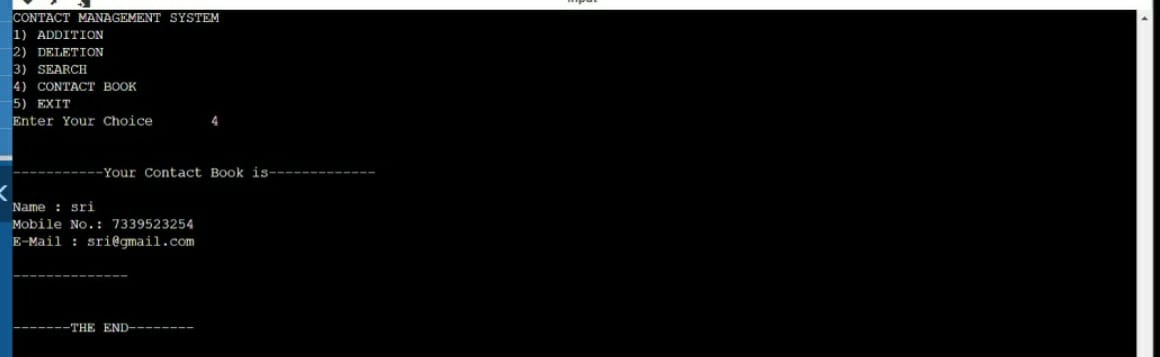 input
CONTACT MANAGEMENT SYSTEM
1) ADDITION
2) DELETION
3) SEARCH
4) CONTACT BOOK
5) EXIT
Enter Your Choice       4
-----------Your Contact Book is-------------
Name : sri
Mobile No.: 7339523254
E-Mail : sri@gmail.com
--------------
-------THE END--------